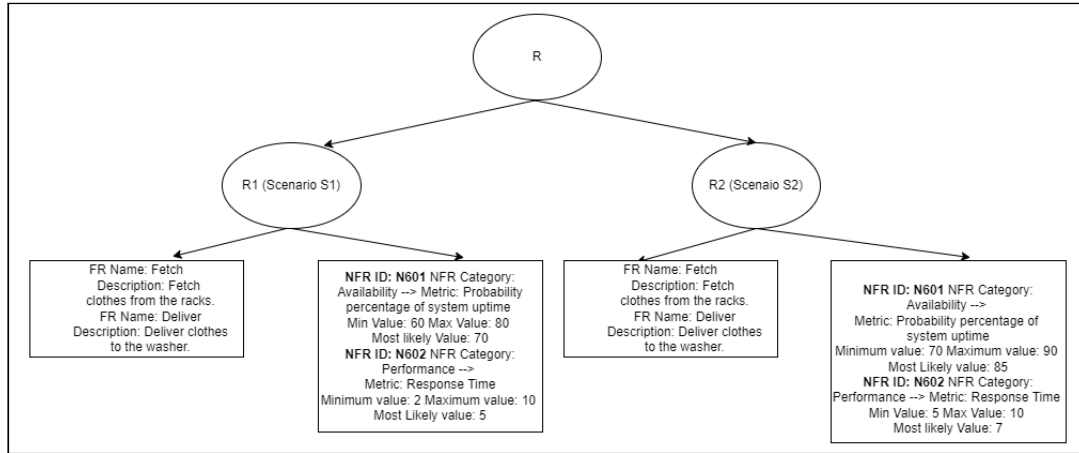 R
R1 (Scenario S1)
R2 (Scenaio S2)
FR Name: Fetch
Description: Fetch
clothes from the racks.
FR Name: Deliver
Description: Deliver clothes
to the washer.
NFR ID: N601 NFR Category:
Availability --> Metric: Probability
percentage of system uptime
Min Value: 60 Max Value: 80
Most likely Value: 70
NFR ID: N602 NFR Category:
Performance -->
Metric: Response Time
Minimum value: 2 Maximum value: 10
Most Likely value: 5
FR Name: Fetch
Description: Fetch
clothes from the racks.
FR Name: Deliver
Description: Deliver clothes
to the washer.
NFR ID: N601 NFR Category:
Availability -->
Metric: Probability percentage of
system uptime
Minimum value: 70 Maximum value: 90
Most Likely value: 85
NFR ID: N602 NFR Category:
Performance --> Metric: Response Time
Min Value: 5 Max Value: 10
Most likely Value: 7